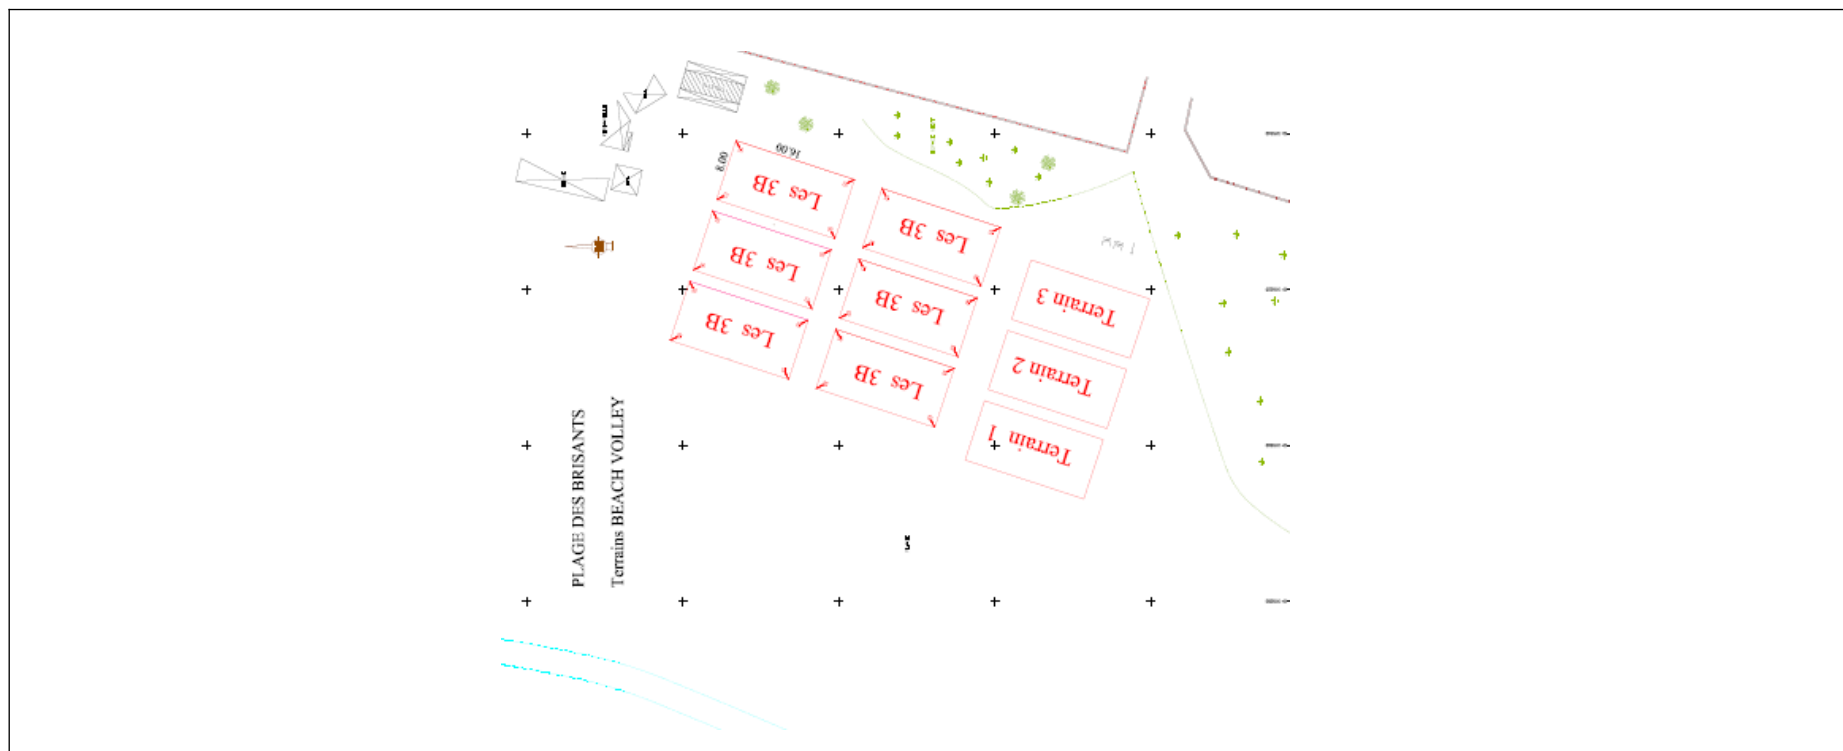 16.00
8.00
Les 3B
Les 3B
Les 3B
Les 3B
Les 3B
Les 3B
Terrain 3
Terrain 2
Terrain 1
PLAGE DES BRISANTS
Terrains BEACH VOLLEY